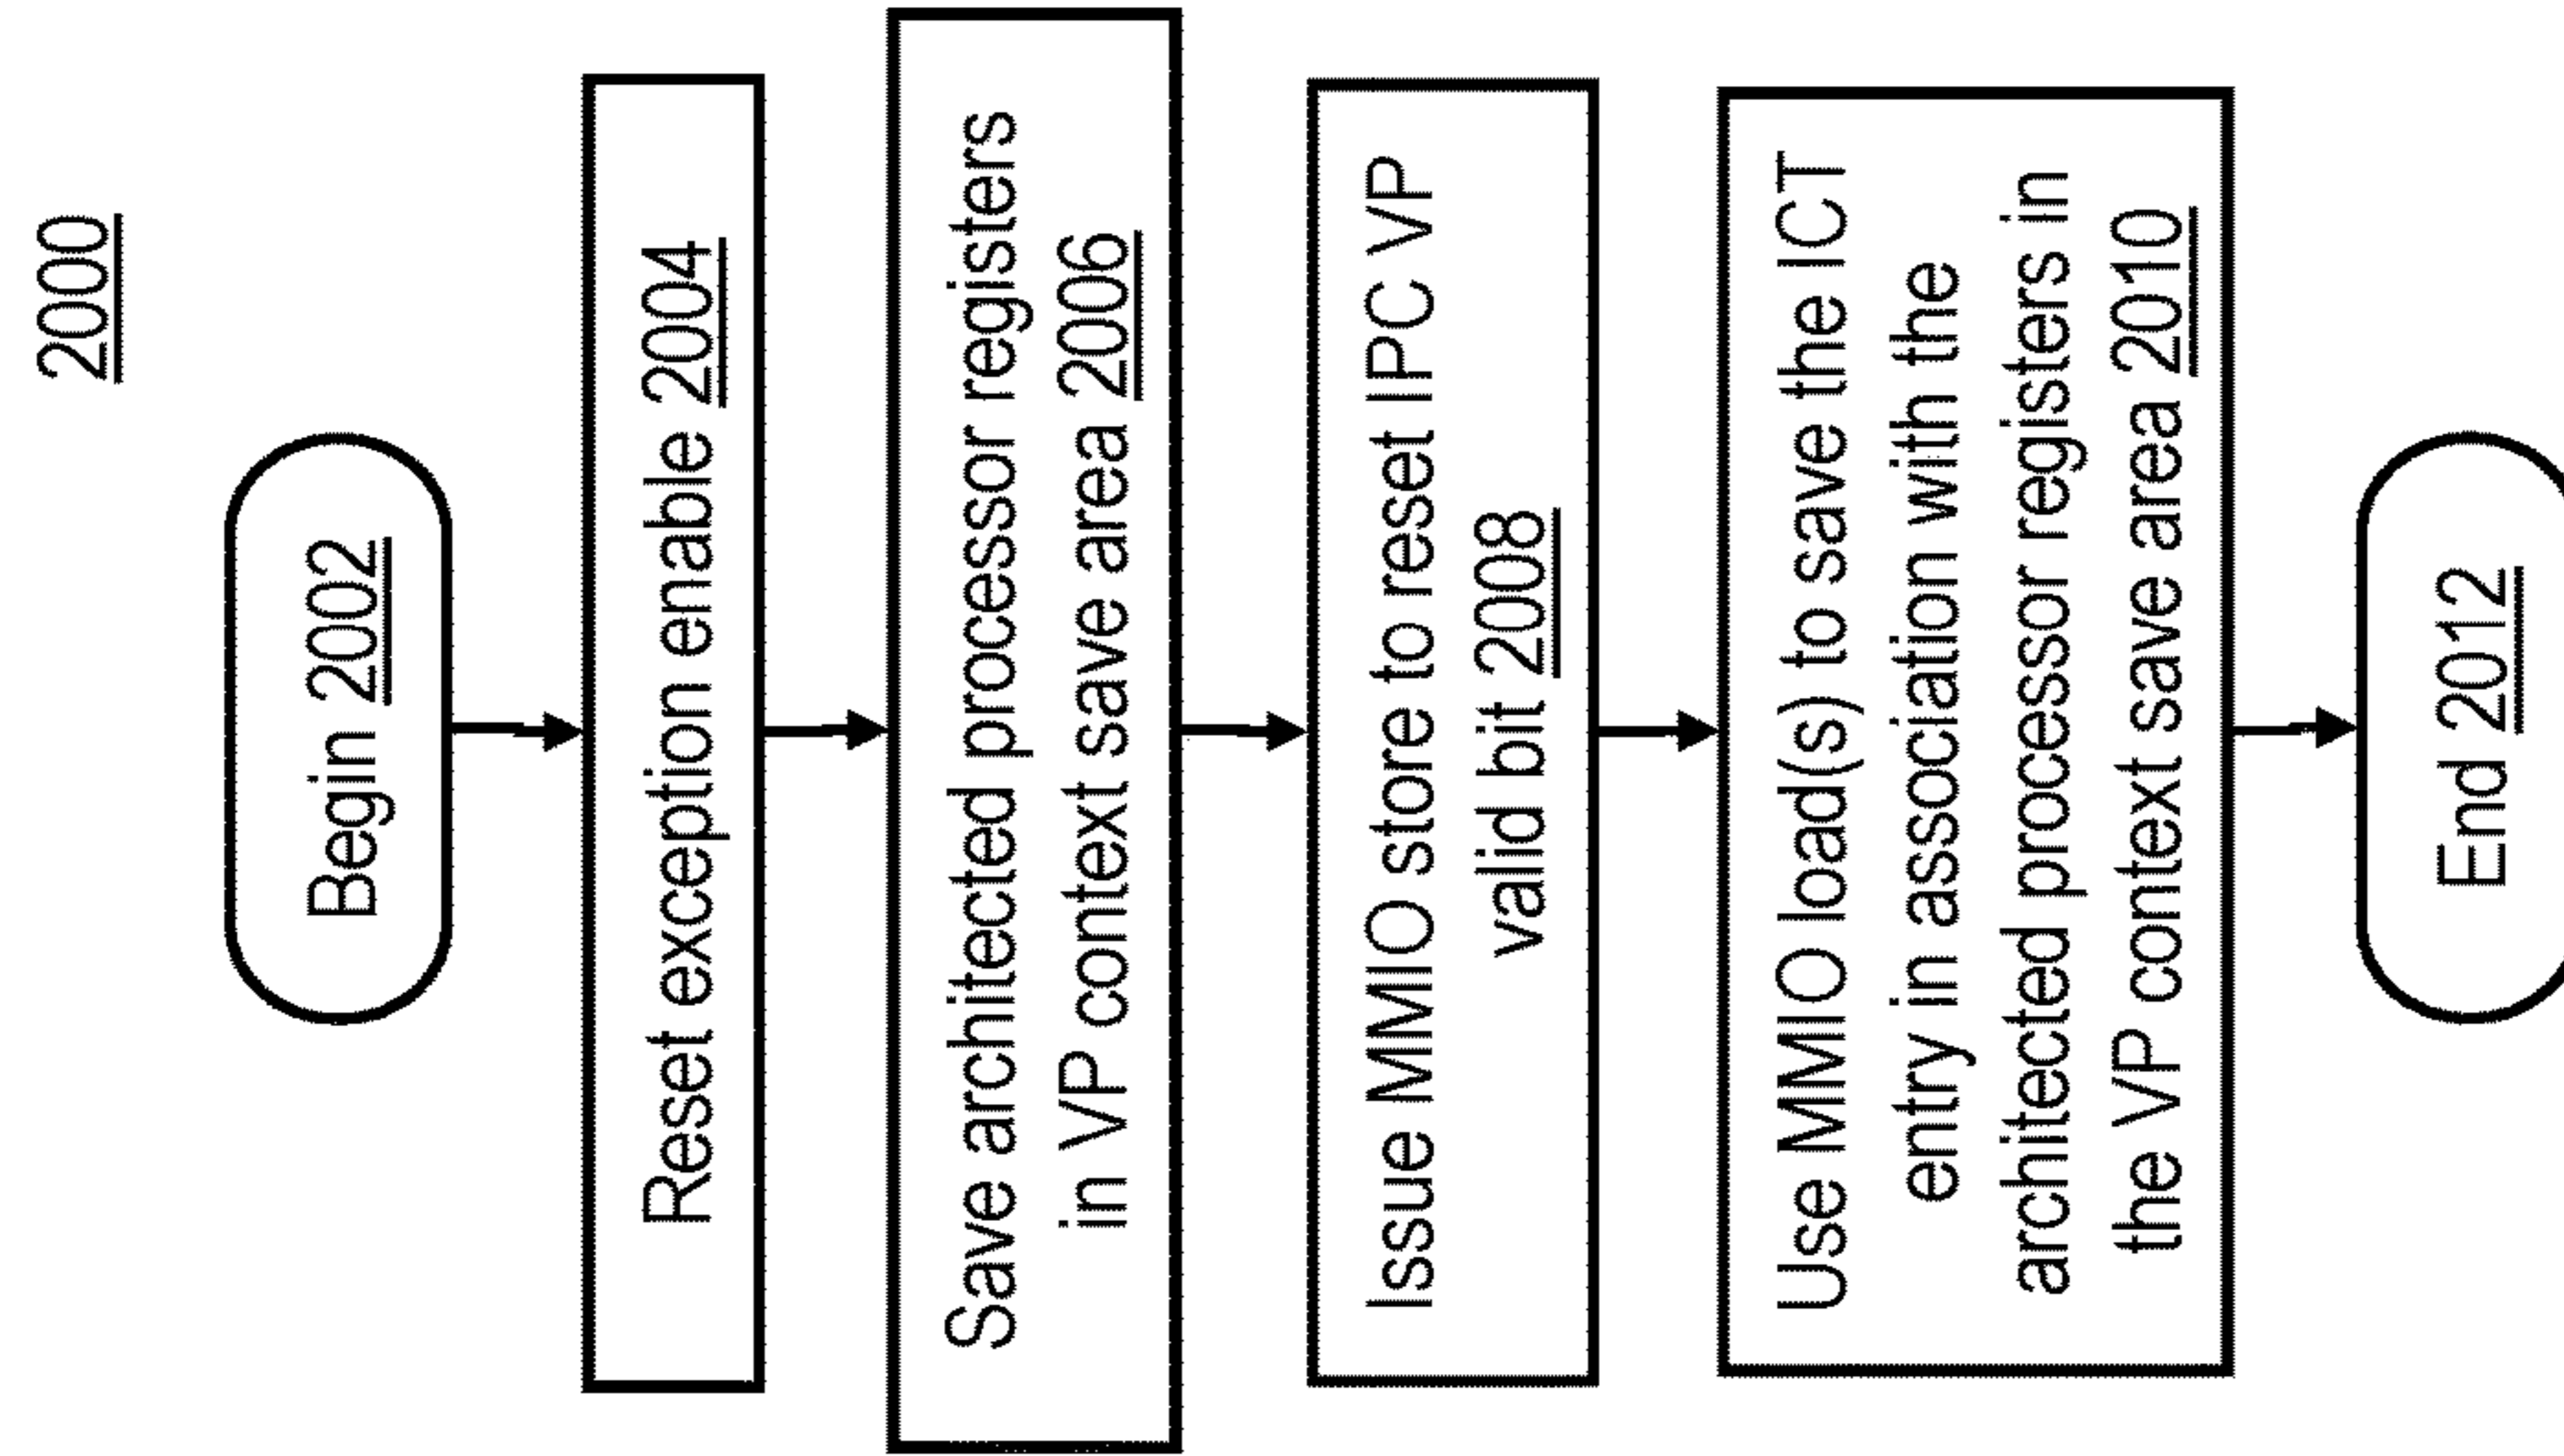 2000
Begin 2002
Reset exception enable 2004
Save architected processor registers
in VP context save area 2006
Issue MMIO store to reset IPC VP
valid bit 2008
Use MMIO load(s) to save the ICT
entry in association with the
architected processor registers in
the VP context save area 2010
End 2012